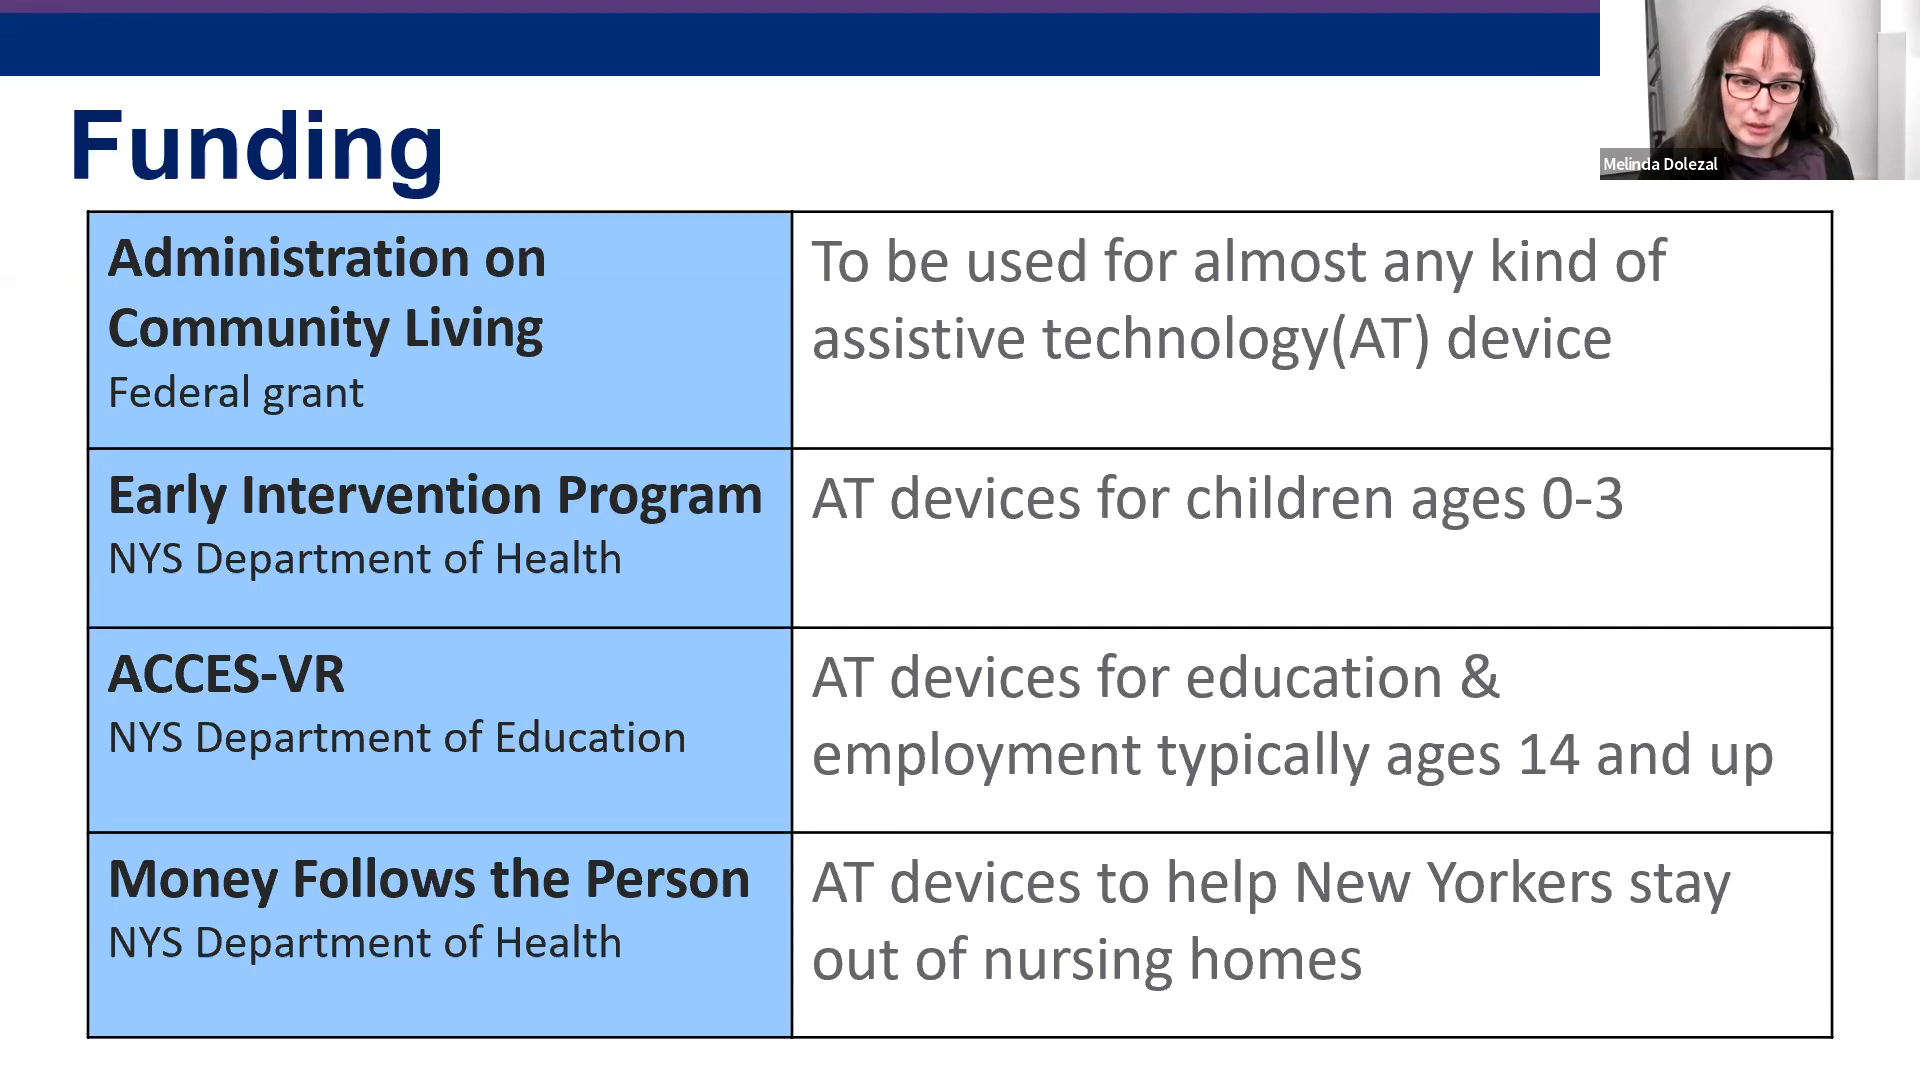 Funding
Melinda Dolezal
Administration on
Community Living
Federal grant
To be used for almost any kind of
assistive technology(AT) device
Early Intervention Program
NYS Department of Health
AT devices for children ages 0-3
ACCES-VR
NYS Department of Education
AT devices for education &
employment typically ages 14 and up
Money Follows the Person
NYS Department of Health
AT devices to help New Yorkers stay
out of nursing homes